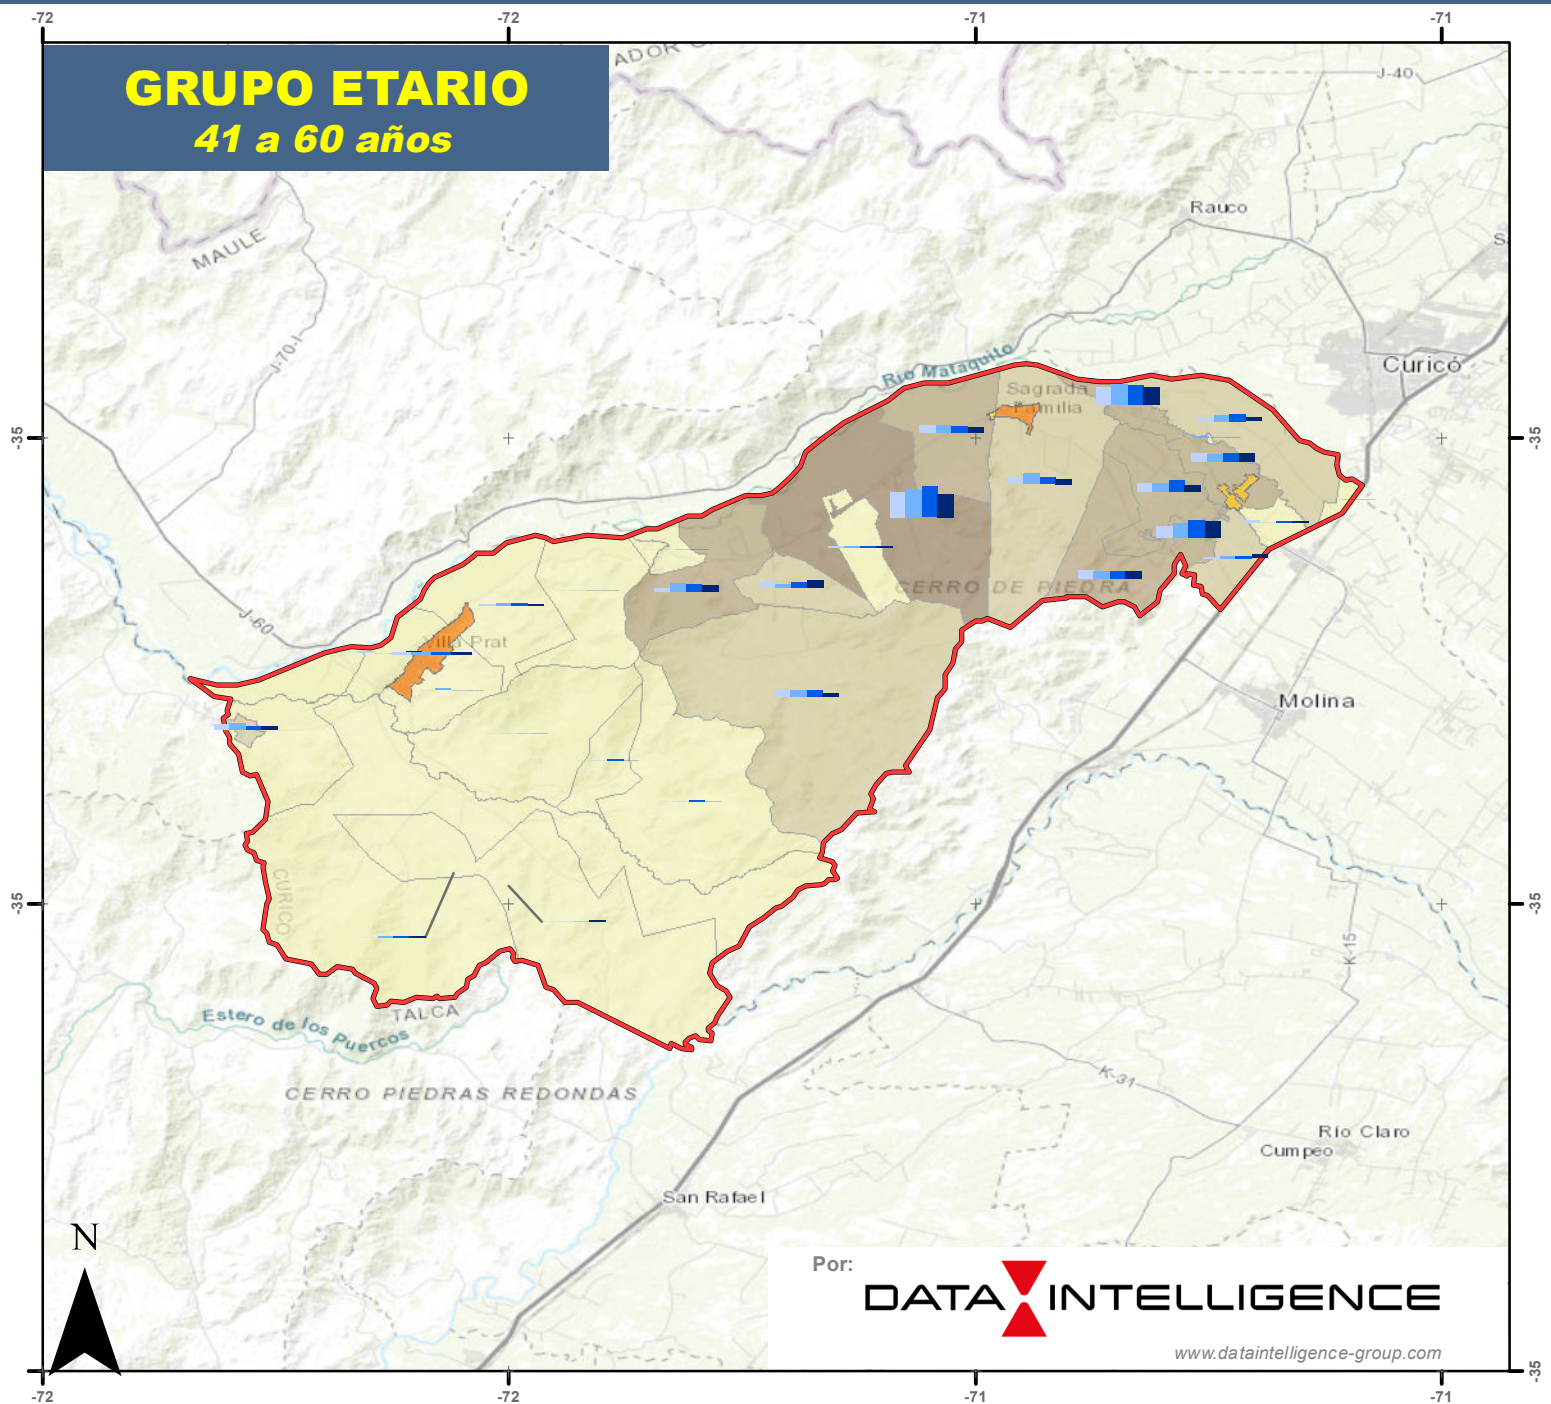 -72
-72
-71
-71
GRUPO ETARIO
41 a 60 años
J-40
Rauco
MAULE
J-70-I
Río Mataquito
Curicó
Sagrada
Familia
-35
-35
CERRO DE PIEDRA
J-60
Villa Prat
Molina
CURICÓ
-35
-35
K-15
TALCA
Estero de los Puercos
CERRO PIEDRAS REDONDAS
K-31
Río Claro
Cumpeo
San Rafael
N
Por:
DATA INTELLIGENCE
www.dataintelligence-group.com
-35
-72
-72
-71
-71